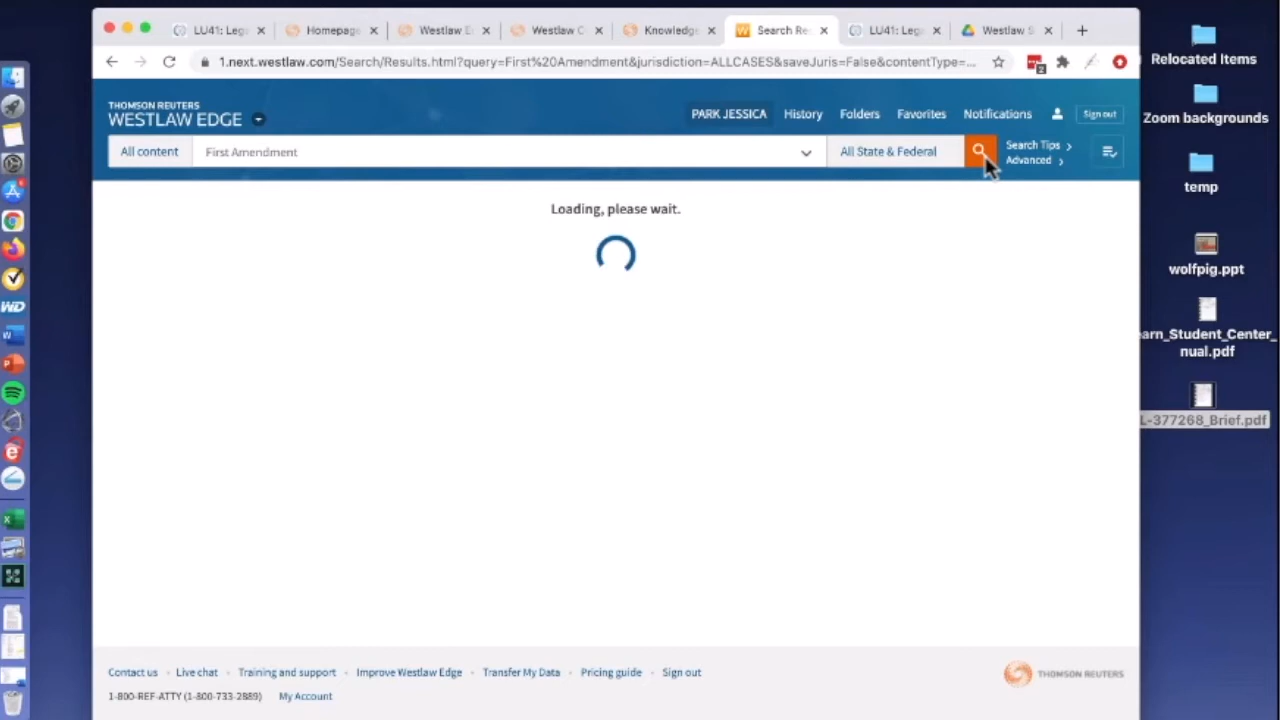 LU41: Leg
Homepage
Westlaw E
Westlaw C
Knowledge
Search Re
LU41: Leg
Westlaw S
1.next.westlaw.com/Search/Results.html?query=First%20Amendment&jurisdiction=ALLCASES&saveJuris=False&contentType=...
2
THOMSON REUTERS
WESTLAW EDGE
PARK JESSICA
History
Folders
Favorites
Notifications
Sign out
All content
First Amendment
All State & Federal
Search Tips
Advanced
Loading, please wait.
Contact us
Live chat
Training and support
Improve Westlaw Edge
Transfer My Data
Pricing guide
Sign out
1-800-REF-ATTY (1-800-733-2889)
My Account
THOMSON REUTERS
Relocated Items
Zoom backgrounds
temp
wolfpig.ppt
arn_Student_Center_
nual.pdf
L-377268_Brief.pdf
WD